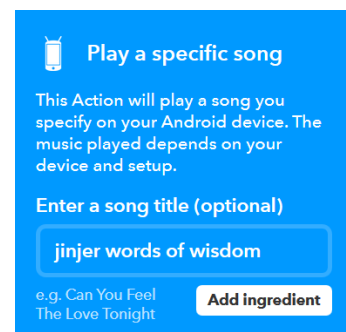 Play a specific song
This Action will play a song you
specify on your Android device. The
music played depends on your
device and setup.
Enter a song title (optional)
jinjer words of wisdom
e.g. Can You Feel
The Love Tonight
Add ingredient